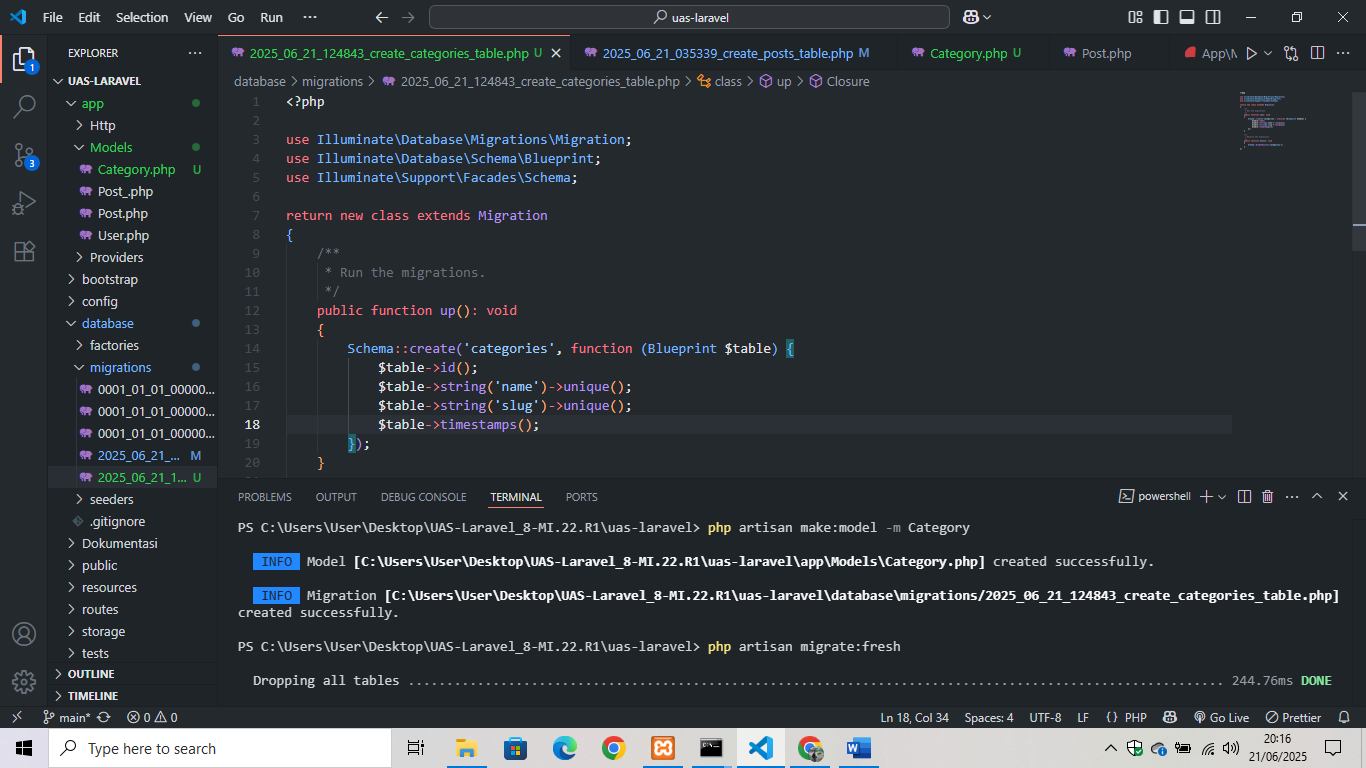 File Edit Selection View Go Run ··· uas-laravel
EXPLORER ···
UAS-LARAVEL
app
Http
Models
Category.php U
Post_.php
Post.php
User.php
Providers
bootstrap
config
database
factories
migrations
0001_01_01_00000...
0001_01_01_00000...
0001_01_01_00000...
2025_06_21_... M
2025_06_21_1... U
seeders
.gitignore
Dokumentasi
public
resources
routes
storage
tests
OUTLINE
TIMELINE
1
3
2025_06_21_124843_create_categories_table.php U 2025_06_21_035339_create_posts_table.php M Category.php U Post.php App\M
database > migrations > 2025_06_21_124843_create_categories_table.php > class > up > Closure
1 <?php
2
3 use Illuminate\Database\Migrations\Migration;
4 use Illuminate\Database\Schema\Blueprint;
5 use Illuminate\Support\Facades\Schema;
6
7 return new class extends Migration
8 {
9 /**
10 * Run the migrations.
11 */
12 public function up(): void
13 {
14 Schema::create('categories', function (Blueprint $table) {
15 $table->id();
16 $table->string('name')->unique();
17 $table->string('slug')->unique();
18 $table->timestamps();
19 });
20 }
PROBLEMS OUTPUT DEBUG CONSOLE TERMINAL PORTS powershell
PS C:\Users\User\Desktop\UAS-Laravel_8-MI.22.R1\uas-laravel> php artisan make:model -m Category
INFO Model [C:\Users\User\Desktop\UAS-Laravel_8-MI.22.R1\uas-laravel\app\Models\Category.php] created successfully.
INFO Migration [C:\Users\User\Desktop\UAS-Laravel_8-MI.22.R1\uas-laravel\database\migrations/2025_06_21_124843_create_categories_table.php]
created successfully.
PS C:\Users\User\Desktop\UAS-Laravel_8-MI.22.R1\uas-laravel> php artisan migrate:fresh
Dropping all tables ........................................................................................................... 244.76ms DONE
main* 0 0 Ln 18, Col 34 Spaces: 4 UTF-8 LF {} PHP Go Live Prettier
Type here to search
20:16
21/06/2025